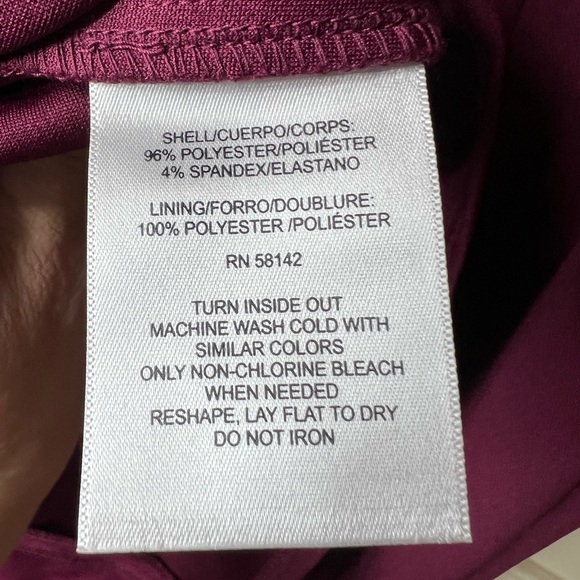 SHELL/CUERPO/CORPS:
96% POLYESTER/POLIÉSTER
4% SPANDEX/ELASTANO
LINING/FORRO/DOUBLURE:
100% POLYESTER /POLIÉSTER
RN 58142
TURN INSIDE OUT
MACHINE WASH COLD WITH
SIMILAR COLORS
ONLY NON-CHLORINE BLEACH
WHEN NEEDED
RESHAPE, LAY FLAT TO DRY
DO NOT IRON